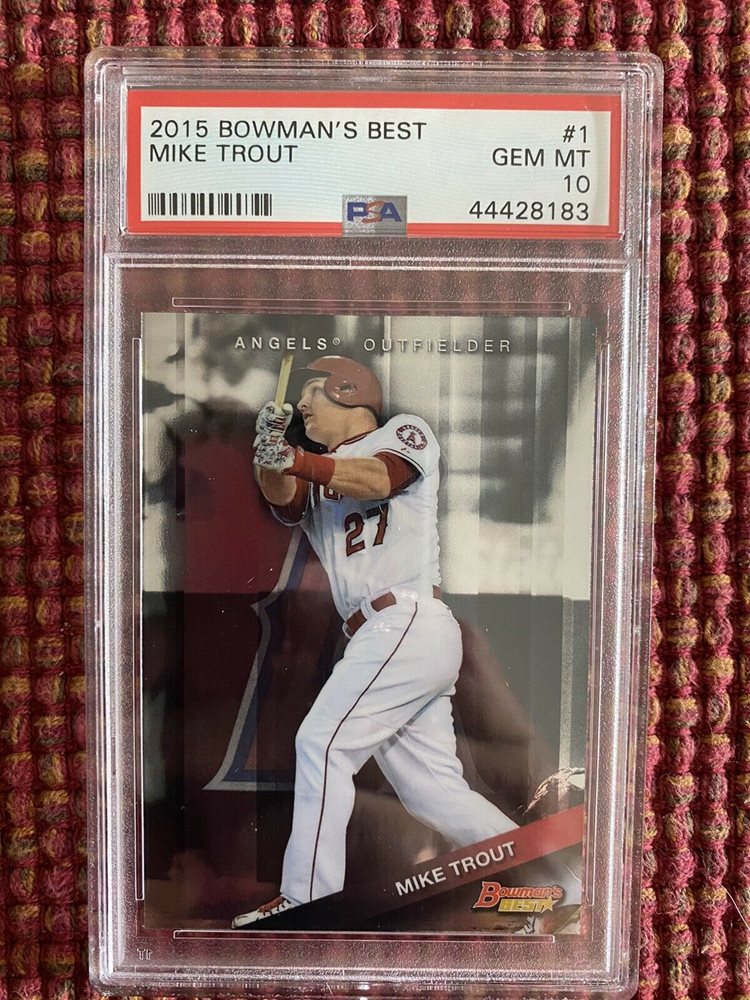 2015 BOWMAN'S BEST #1
MIKE TROUT GEM MT
10
PSA 44428183
ANGELS® OUTFIELDER
27
MIKE TROUT
Bowman's
BEST